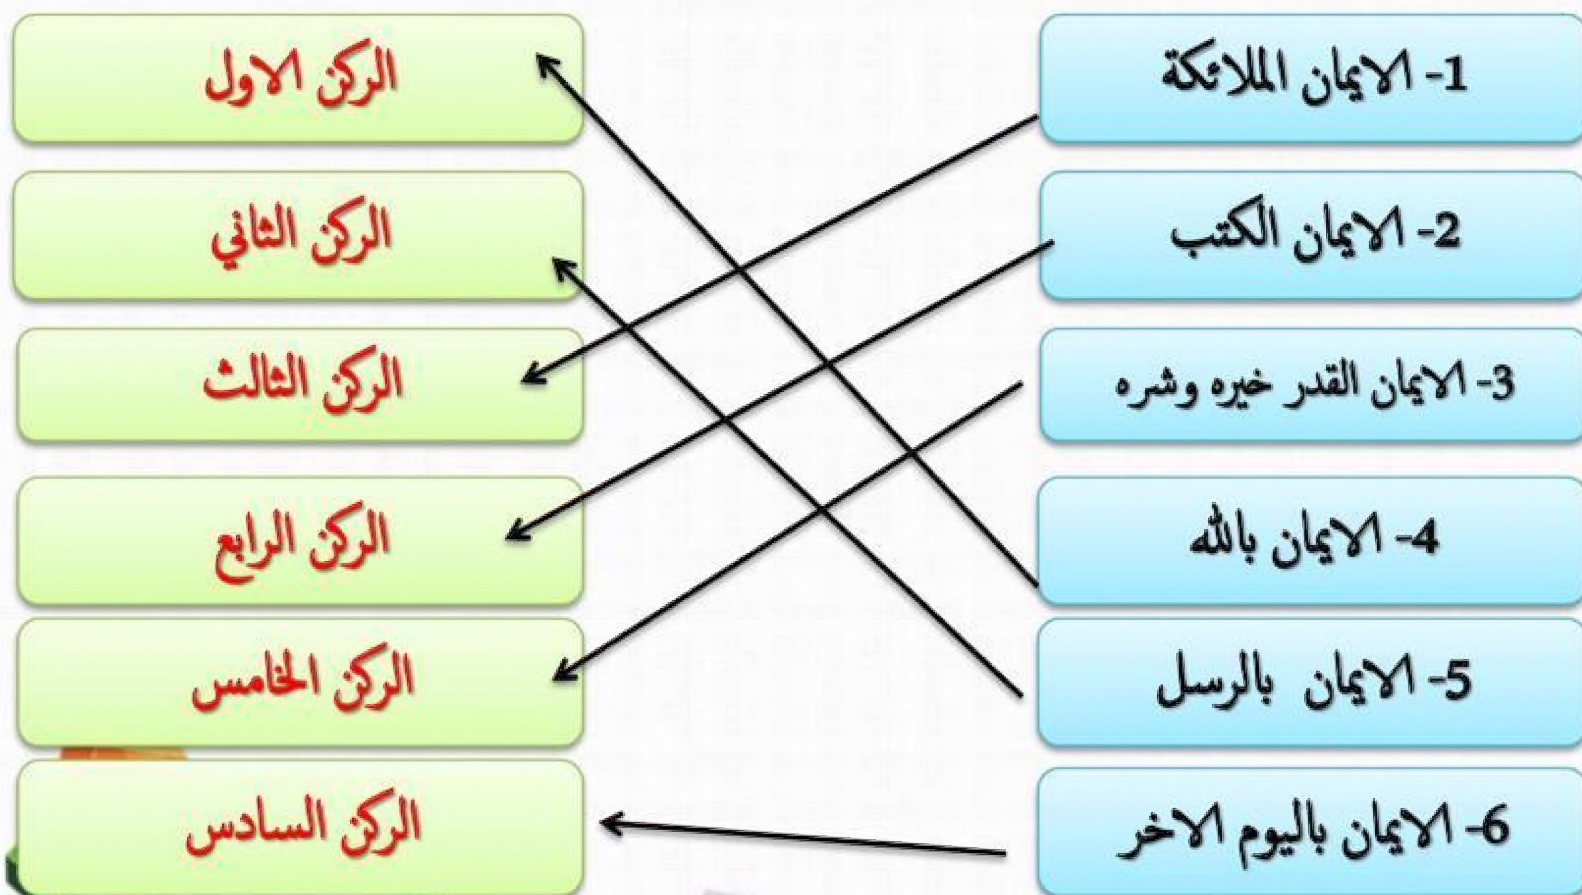 1- الايمان الملائكة
الركن الاول
2- الايمان الكتب
الركن الثاني
3- الايمان القدر خيره وشره
الركن الثالث
4- الايمان بالله
الركن الرابع
5- الايمان بالرسل
الركن الخامس
6- الايمان باليوم الاخر
الركن السادس